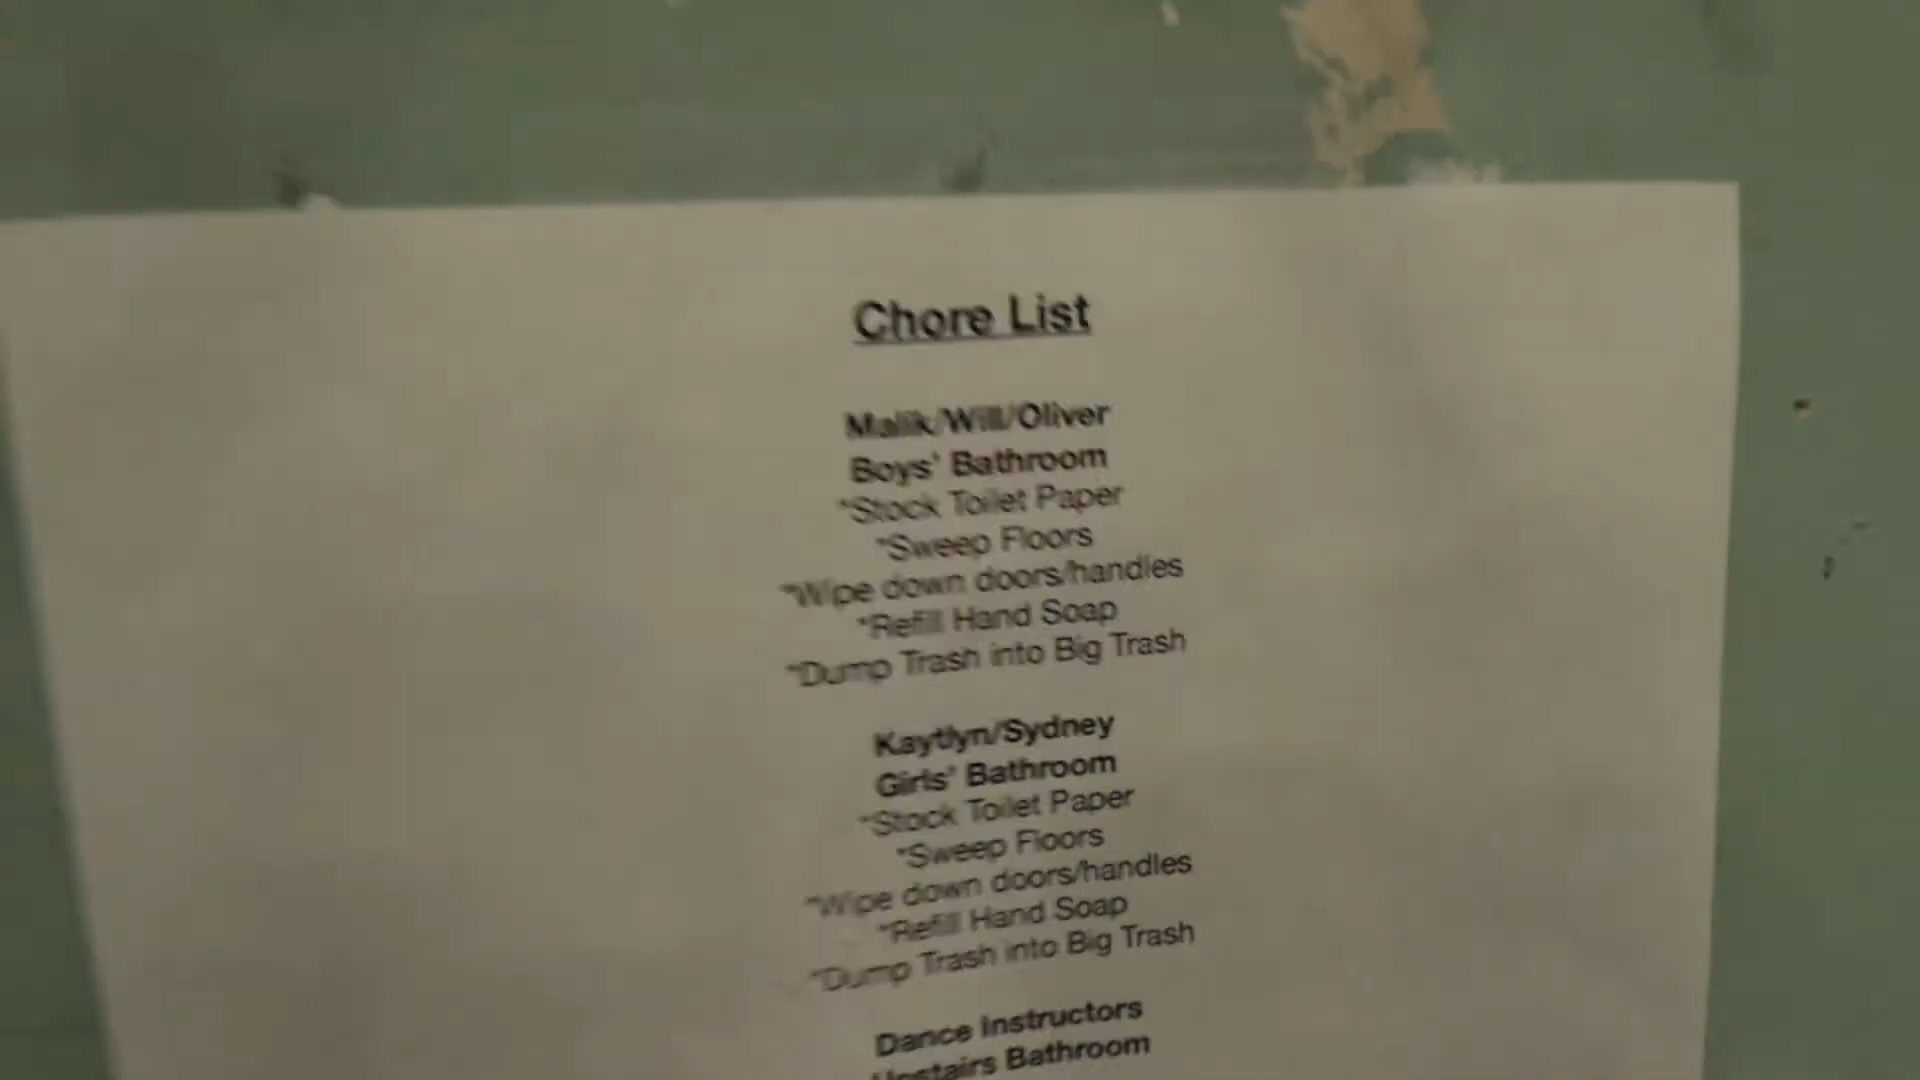 Chore List
Malik/Will/Oliver
Boys' Bathroom
*Stock Toilet Paper
*Sweep Floors
*Wipe down doors/handles
*Refill Hand Soap
*Dump Trash into Big Trash
Kaytlyn/Sydney
Girls' Bathroom
*Stock Toilet Paper
*Sweep Floors
*Wipe down doors/handles
*Refill Hand Soap
*Dump Trash into Big Trash
Dance Instructors
Upstairs Bathroom